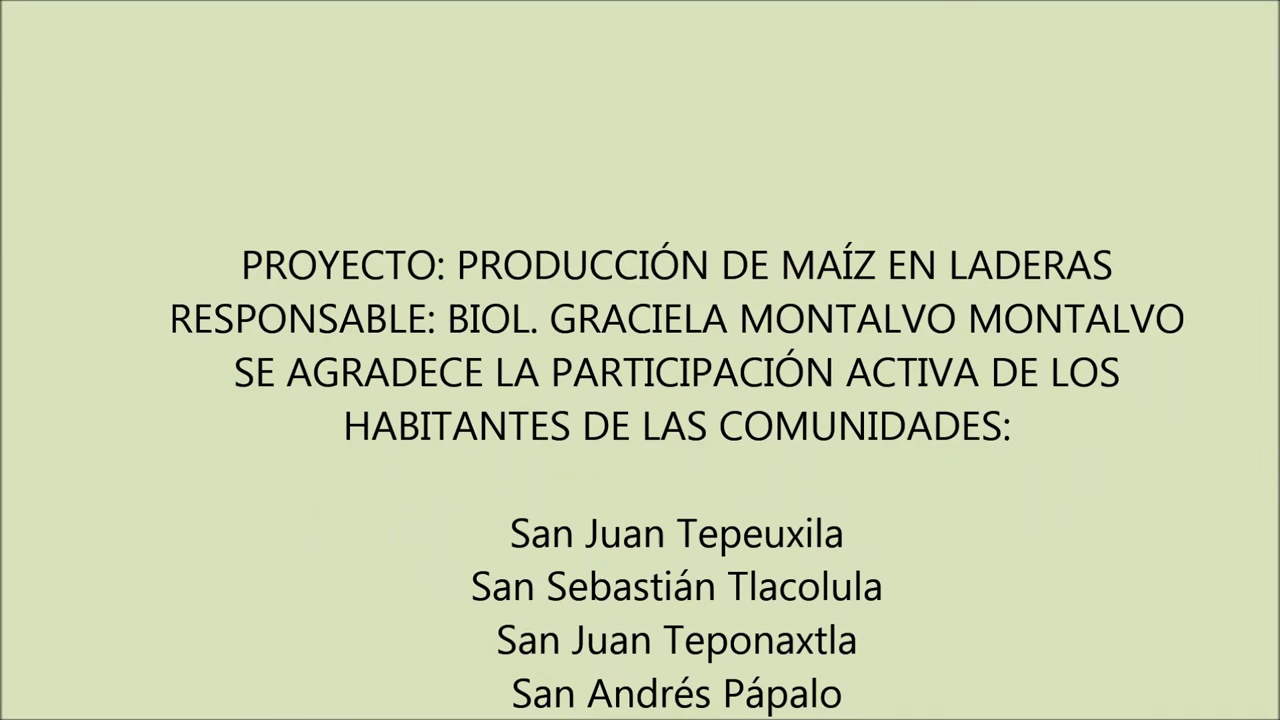 PROYECTO: PRODUCCIÓN DE MAÍZ EN LADERAS
RESPONSABLE: BIOL. GRACIELA MONTALVO MONTALVO
SE AGRADECE LA PARTICIPACIÓN ACTIVA DE LOS
HABITANTES DE LAS COMUNIDADES:
San Juan Tepeuxila
San Sebastián Tlacolula
San Juan Teponaxtla
San Andrés Pápalo